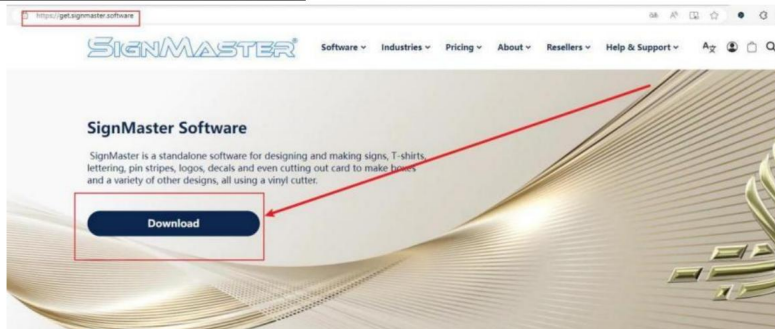 https://get.signmaster.software
SIGNMASTER®
Software Industries Pricing About Resellers Help & Support
SignMaster Software
SignMaster is a standalone software for designing and making signs, T-shirts,
lettering, pin stripes, logos, decals and even cutting out card to make boxes
and a variety of other designs, all using a vinyl cutter.
Download